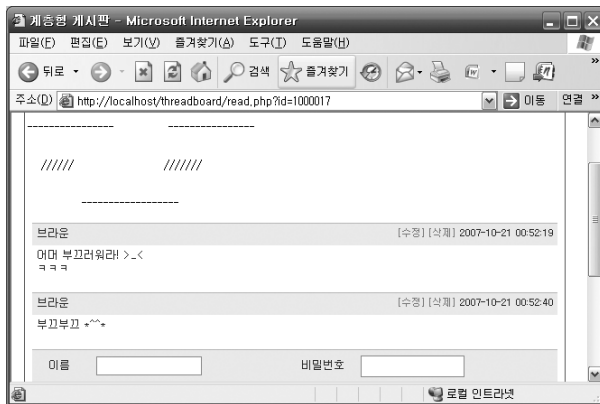 계층형 게시판 - Microsoft Internet Explorer
파일(F) 편집(E) 보기(V) 즐겨찾기(A) 도구(T) 도움말(H)
뒤로 검색 즐겨찾기 »
주소(D) http://localhost/threadboard/read.php?id=1000017 이동 연결 »
---------------- ----------------
////// ///////
------------------
브라운 [수정] [삭제] 2007-10-21 00:52:19
어머 부끄러워라! >_<
ㅋㅋㅋ
브라운 [수정] [삭제] 2007-10-21 00:52:40
부끄부끄 *^^*
이름 비밀번호
로컬 인트라넷